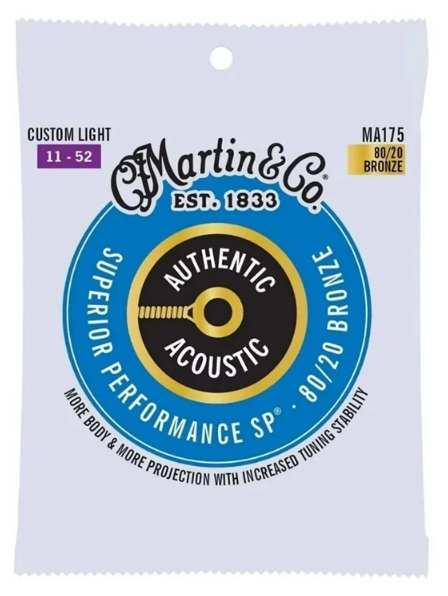 CUSTOM LIGHT
11 - 52
MA175
80/20
BRONZE
C.F. Martin & Co.®
EST. 1833
AUTHENTIC
ACOUSTIC
SUPERIOR PERFORMANCE SP® · 80/20 BRONZE
MORE BODY & MORE PROJECTION WITH INCREASED TUNING STABILITY